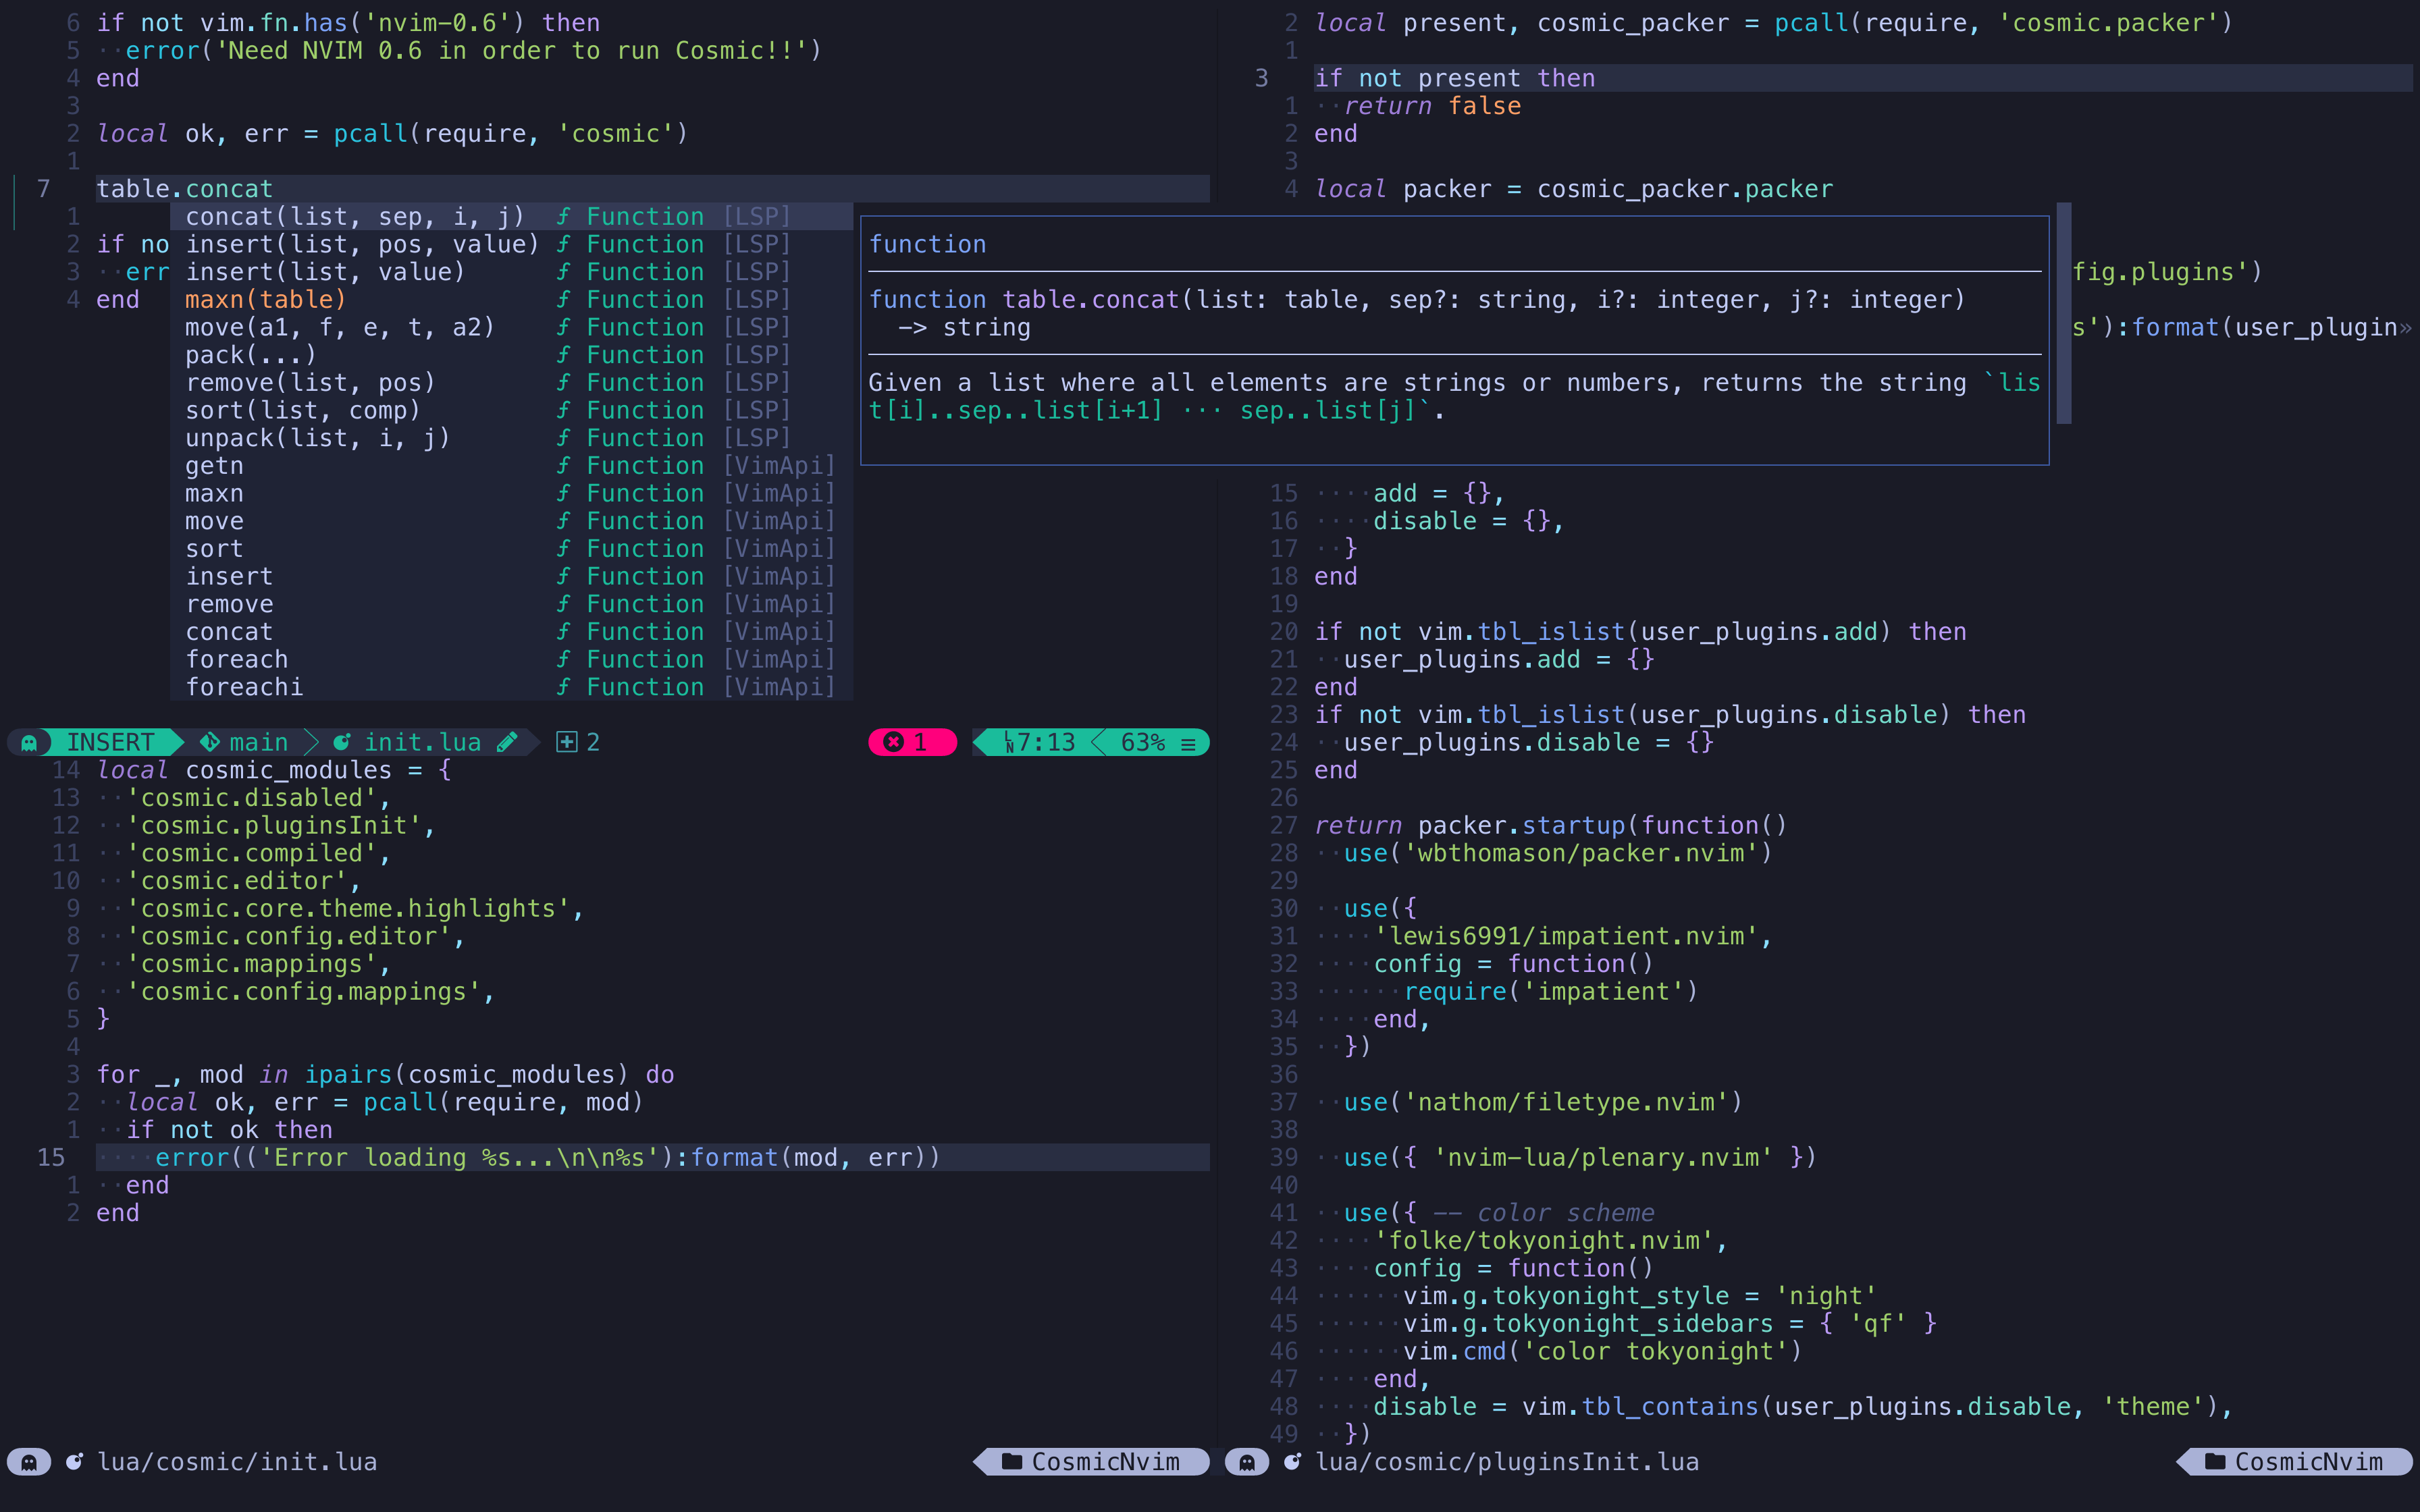 6 if not vim.fn.has('nvim-0.6') then
5 ··error('Need NVIM 0.6 in order to run Cosmic!!')
4 end
3
2 local ok, err = pcall(require, 'cosmic')
1
7 table.concat
1 concat(list, sep, i, j) ƒ Function [LSP]
2 if no insert(list, pos, value) ƒ Function [LSP]
3 ··err insert(list, value) ƒ Function [LSP]
4 end maxn(table) ƒ Function [LSP]
move(a1, f, e, t, a2) ƒ Function [LSP]
pack(...) ƒ Function [LSP]
remove(list, pos) ƒ Function [LSP]
sort(list, comp) ƒ Function [LSP]
unpack(list, i, j) ƒ Function [LSP]
getn ƒ Function [VimApi]
maxn ƒ Function [VimApi]
move ƒ Function [VimApi]
sort ƒ Function [VimApi]
insert ƒ Function [VimApi]
remove ƒ Function [VimApi]
concat ƒ Function [VimApi]
foreach ƒ Function [VimApi]
foreachi ƒ Function [VimApi]
function
function table.concat(list: table, sep?: string, i?: integer, j?: integer)
-> string
Given a list where all elements are strings or numbers, returns the string `lis
t[i]..sep..list[i+1] ··· sep..list[j]`.
INSERT main init.lua 2 1 LN 7:13 63% ≡
14 local cosmic_modules = {
13 ··'cosmic.disabled',
12 ··'cosmic.pluginsInit',
11 ··'cosmic.compiled',
10 ··'cosmic.editor',
9 ··'cosmic.core.theme.highlights',
8 ··'cosmic.config.editor',
7 ··'cosmic.mappings',
6 ··'cosmic.config.mappings',
5 }
4
3 for _, mod in ipairs(cosmic_modules) do
2 ··local ok, err = pcall(require, mod)
1 ··if not ok then
15 ····error(('Error loading %s...\n\n%s'):format(mod, err))
1 ··end
2 end
lua/cosmic/init.lua CosmicNvim
2 local present, cosmic_packer = pcall(require, 'cosmic.packer')
1
3 if not present then
1 ··return false
2 end
3
4 local packer = cosmic_packer.packer
fig.plugins')
s'):format(user_plugin»
15 ····add = {},
16 ····disable = {},
17 ··}
18 end
19
20 if not vim.tbl_islist(user_plugins.add) then
21 ··user_plugins.add = {}
22 end
23 if not vim.tbl_islist(user_plugins.disable) then
24 ··user_plugins.disable = {}
25 end
26
27 return packer.startup(function()
28 ··use('wbthomason/packer.nvim')
29
30 ··use({
31 ····'lewis6991/impatient.nvim',
32 ····config = function()
33 ······require('impatient')
34 ····end,
35 ··})
36
37 ··use('nathom/filetype.nvim')
38
39 ··use({ 'nvim-lua/plenary.nvim' })
40
41 ··use({ -- color scheme
42 ····'folke/tokyonight.nvim',
43 ····config = function()
44 ······vim.g.tokyonight_style = 'night'
45 ······vim.g.tokyonight_sidebars = { 'qf' }
46 ······vim.cmd('color tokyonight')
47 ····end,
48 ····disable = vim.tbl_contains(user_plugins.disable, 'theme'),
49 ··})
lua/cosmic/pluginsInit.lua CosmicNvim